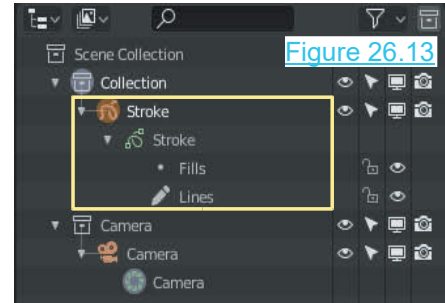 Scene Collection
Figure 26.13
Collection
Stroke
Stroke
Fills
Lines
Camera
Camera
Camera